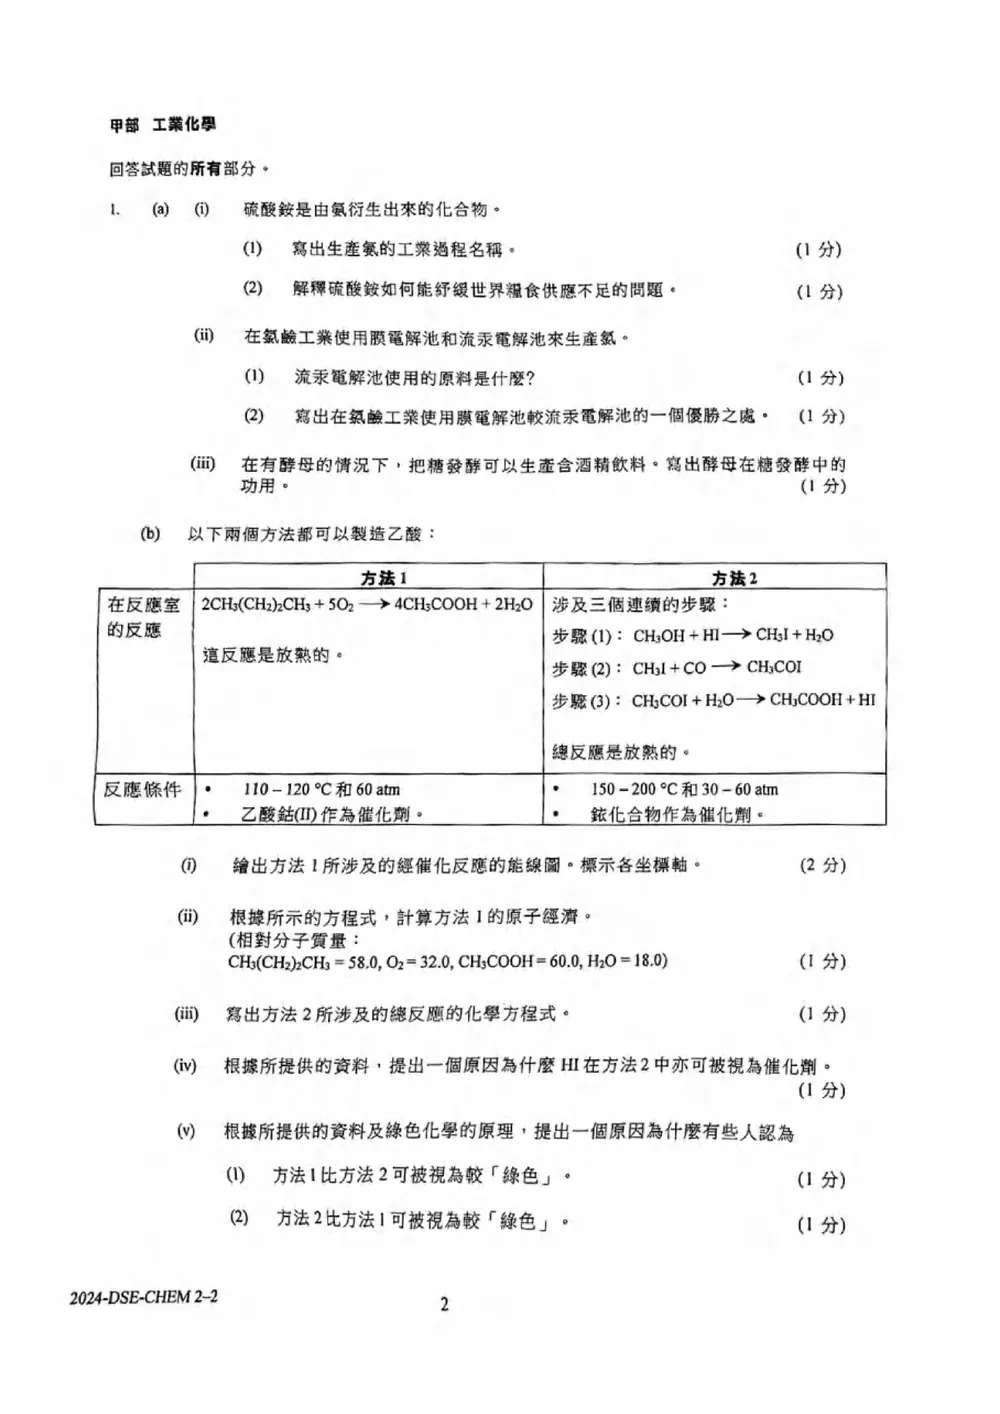 甲部 工業化學
回答試題的所有部分。
1. (a) (i) 硫酸銨是由氨衍生出來的化合物。
(1) 寫出生產氨的工業過程名稱。 (1 分)
(2) 解釋硫酸銨如何能紓緩世界糧食供應不足的問題。 (1 分)
(ii) 在氯鹼工業使用膜電解池和流汞電解池來生產氯。
(1) 流汞電解池使用的原料是什麼? (1 分)
(2) 寫出在氯鹼工業使用膜電解池較流汞電解池的一個優勝之處。 (1 分)
(iii) 在有酵母的情況下，把糖發酵可以生產含酒精飲料。寫出酵母在糖發酵中的
功用。 (1 分)
(b) 以下兩個方法都可以製造乙酸：
方法 1 方法 2
在反應室
的反應
2CH₃(CH₂)₂CH₃ + 5O₂ ⟶ 4CH₃COOH + 2H₂O
這反應是放熱的。
涉及三個連續的步驟：
步驟 (1)： CH₃OH + HI ⟶ CH₃I + H₂O
步驟 (2)： CH₃I + CO ⟶ CH₃COI
步驟 (3)： CH₃COI + H₂O ⟶ CH₃COOH + HI
總反應是放熱的。
反應條件
• 110 – 120 °C 和 60 atm
• 乙酸鈷(II) 作為催化劑。
• 150 – 200 °C 和 30 – 60 atm
• 銥化合物作為催化劑。
(i) 繪出方法 1 所涉及的經催化反應的能線圖。標示各坐標軸。 (2 分)
(ii) 根據所示的方程式，計算方法 1 的原子經濟。
(相對分子質量：
CH₃(CH₂)₂CH₃ = 58.0, O₂ = 32.0, CH₃COOH = 60.0, H₂O = 18.0) (1 分)
(iii) 寫出方法 2 所涉及的總反應的化學方程式。 (1 分)
(iv) 根據所提供的資料，提出一個原因為什麼 HI 在方法 2 中亦可被視為催化劑。
(1 分)
(v) 根據所提供的資料及綠色化學的原理，提出一個原因為什麼有些人認為
(1) 方法 1 比方法 2 可被視為較「綠色」。 (1 分)
(2) 方法 2 比方法 1 可被視為較「綠色」。 (1 分)
2024-DSE-CHEM 2–2
2